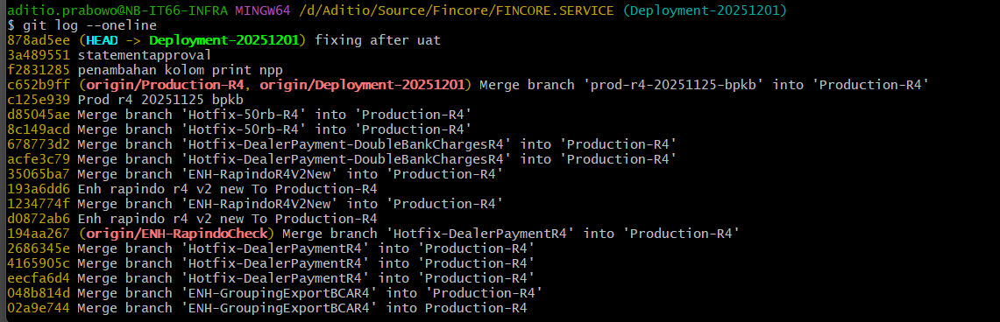 aditio.prabowo@NB-IT66-INFRA MINGW64 /d/Aditio/Source/Fincore/FINCORE.SERVICE (Deployment-20251201)
$ git log --oneline
878ad5ee (HEAD -> Deployment-20251201) fixing after uat
3a489551 statementapproval
f2831285 penambahan kolom print npp
c652b9ff (origin/Production-R4, origin/Deployment-20251201) Merge branch 'prod-r4-20251125-bpkb' into 'Production-R4'
c125e939 Prod r4 20251125 bpkb
d85045ae Merge branch 'Hotfix-50rb-R4' into 'Production-R4'
8c149acd Merge branch 'Hotfix-50rb-R4' into 'Production-R4'
678773d2 Merge branch 'Hotfix-DealerPayment-DoubleBankChargesR4' into 'Production-R4'
acfe3c79 Merge branch 'Hotfix-DealerPayment-DoubleBankChargesR4' into 'Production-R4'
35065ba7 Merge branch 'ENH-RapindoR4V2New' into 'Production-R4'
193a6dd6 Enh rapindo r4 v2 new To Production-R4
1234774f Merge branch 'ENH-RapindoR4V2New' into 'Production-R4'
d0872ab6 Enh rapindo r4 v2 new To Production-R4
194aa267 (origin/ENH-RapindoCheck) Merge branch 'Hotfix-DealerPaymentR4' into 'Production-R4'
2686345e Merge branch 'Hotfix-DealerPaymentR4' into 'Production-R4'
4165905c Merge branch 'Hotfix-DealerPaymentR4' into 'Production-R4'
eecfa6d4 Merge branch 'Hotfix-DealerPaymentR4' into 'Production-R4'
048b814d Merge branch 'ENH-GroupingExportBCAR4' into 'Production-R4'
02a9e744 Merge branch 'ENH-GroupingExportBCAR4' into Production-R4